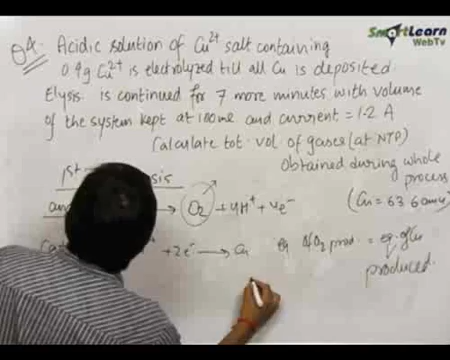 SmartLearn
WebTv
Q4. Acidic solution of Cu²⁺ salt containing
0.4g Cu²⁺ is electrolyzed till all Cu is deposited
Elysis is continued for 7 more minutes with volume
of the system kept at 100ml and current = 1.2 A
Calculate tot. vol. of gases (at NTP)
obtained during whole
process
(Cu = 63.6 amu)
1st
O₂ + 4H⁺ + 4e⁻
+2e⁻ → Cu
eq of O₂ prod. = eq. of Cu
produced